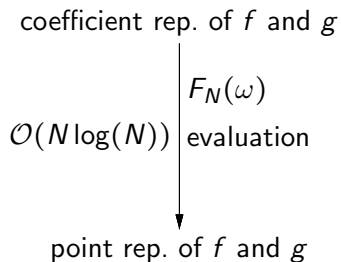 coefficient rep. of f and g
F_N(ω)
O(N log(N)) evaluation
point rep. of f and g